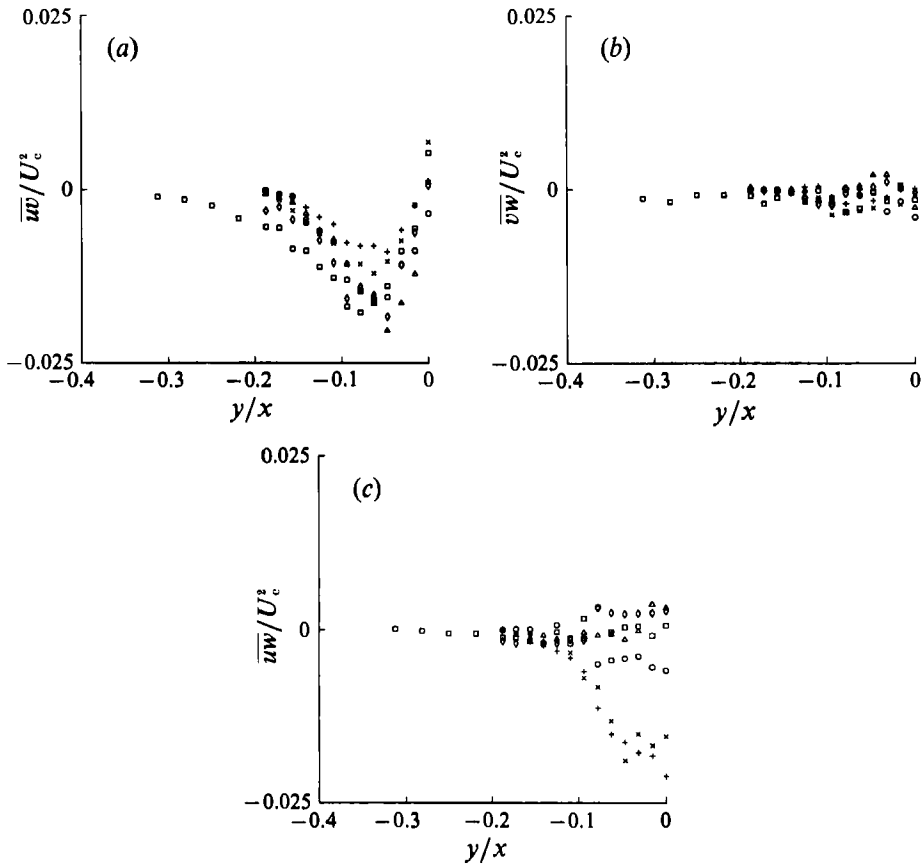 0.025
(a)
\overline{uv}/U_c^2
0
−0.025
−0.4 −0.3 −0.2 −0.1 0
y/x
0.025
(b)
\overline{vw}/U_c^2
0
−0.025
−0.4 −0.3 −0.2 −0.1 0
y/x
0.025
(c)
\overline{uw}/U_c^2
0
−0.025
−0.4 −0.3 −0.2 −0.1 0
y/x